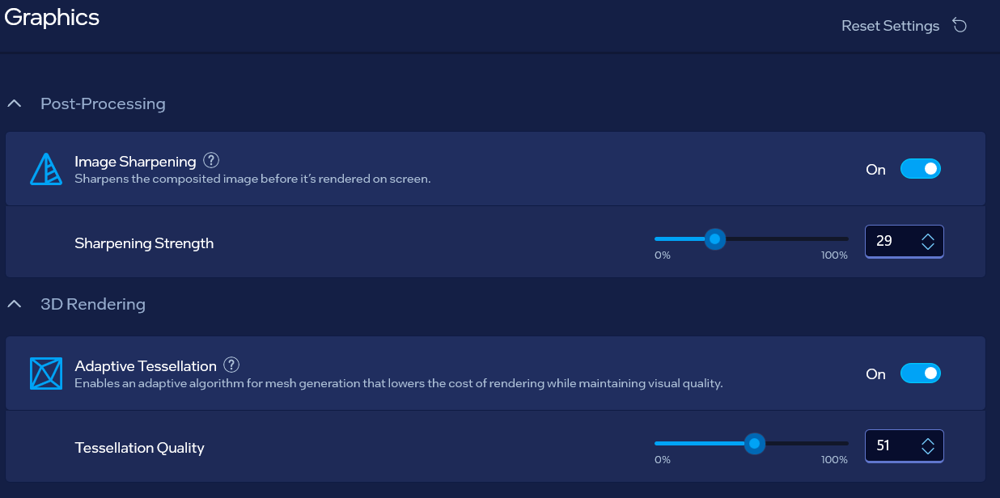 Graphics
Reset Settings
Post-Processing
Image Sharpening ?
Sharpens the composited image before it’s rendered on screen.
On
Sharpening Strength
0%
100%
29
3D Rendering
Adaptive Tessellation ?
Enables an adaptive algorithm for mesh generation that lowers the cost of rendering while maintaining visual quality.
On
Tessellation Quality
0%
100%
51